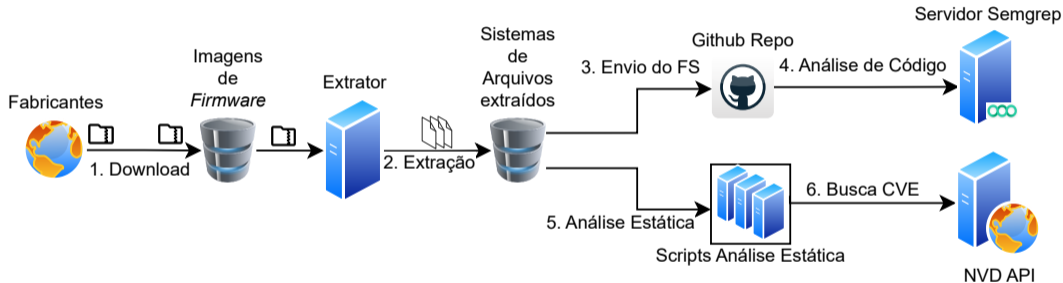 Fabricantes
1. Download
Imagens
de
Firmware
Extrator
2. Extração
Sistemas
de
Arquivos
extraídos
3. Envio do FS
Github Repo
4. Análise de Código
Servidor Semgrep
5. Análise Estática
Scripts Análise Estática
6. Busca CVE
NVD API